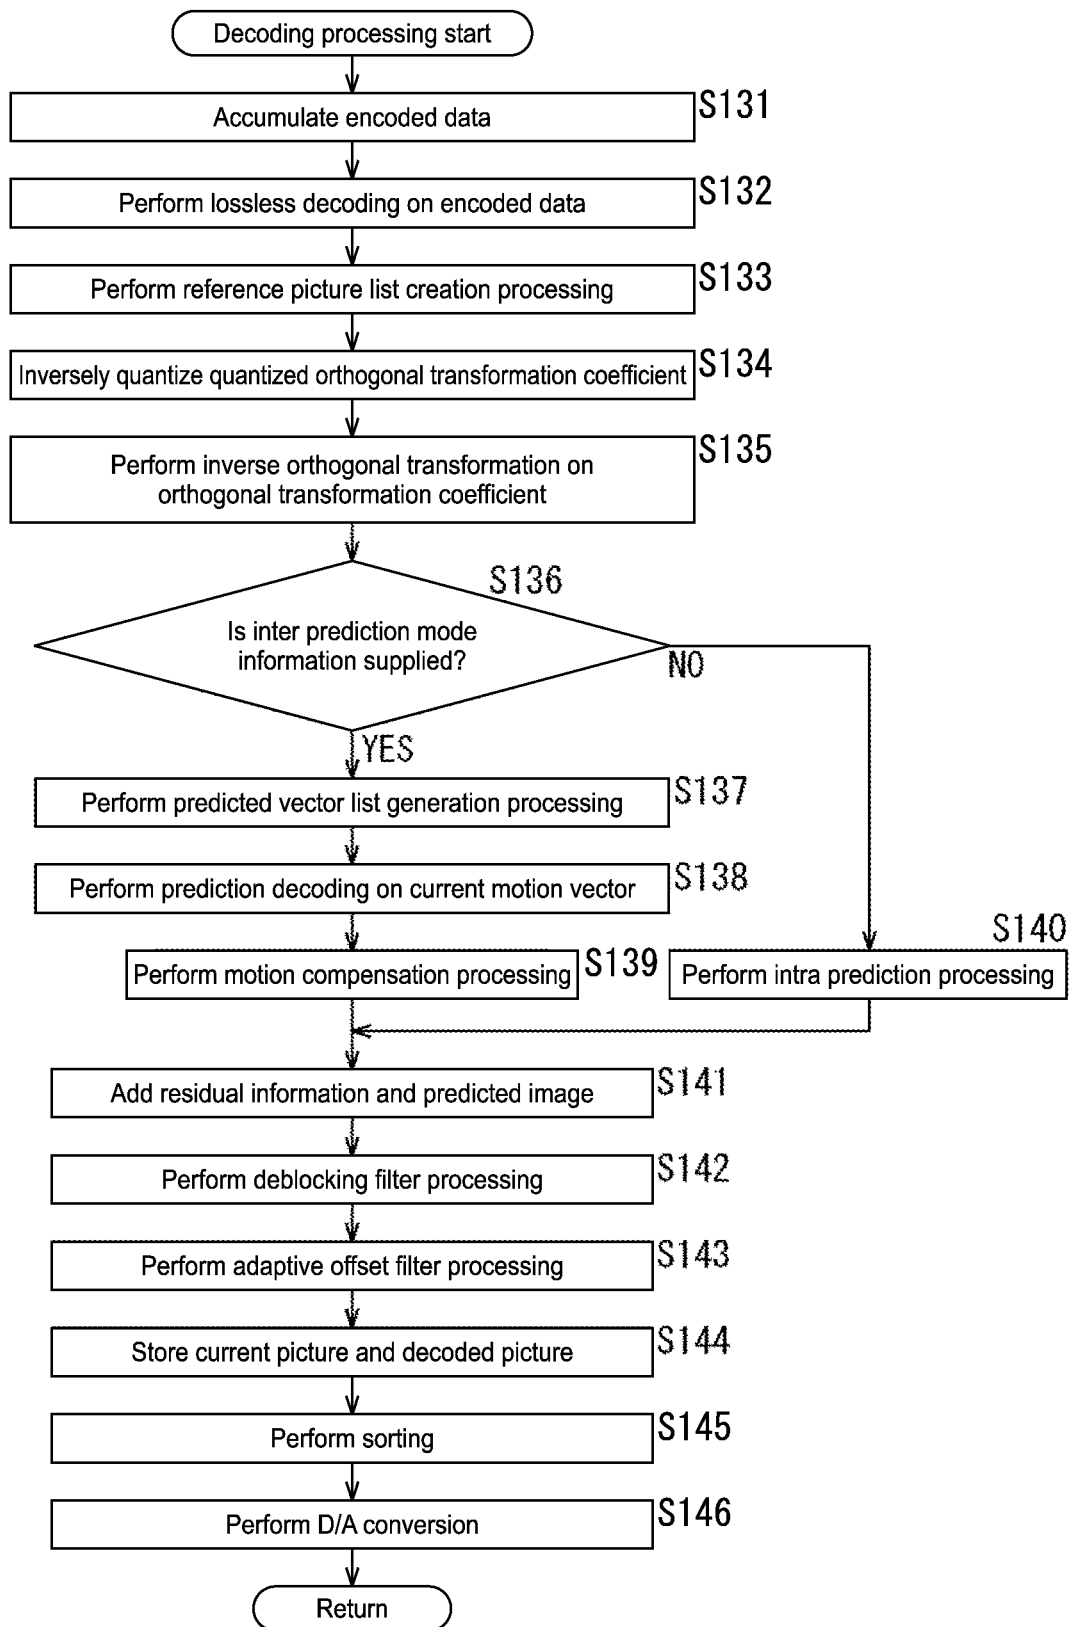 Decoding processing start
S131
Accumulate encoded data
S132
Perform lossless decoding on encoded data
S133
Perform reference picture list creation processing
S134
Inversely quantize quantized orthogonal transformation coefficient
S135
Perform inverse orthogonal transformation on
orthogonal transformation coefficient
S136
Is inter prediction mode
information supplied?
NO
YES
S137
Perform predicted vector list generation processing
S138
Perform prediction decoding on current motion vector
S139
Perform motion compensation processing
S140
Perform intra prediction processing
S141
Add residual information and predicted image
S142
Perform deblocking filter processing
S143
Perform adaptive offset filter processing
S144
Store current picture and decoded picture
S145
Perform sorting
S146
Perform D/A conversion
Return